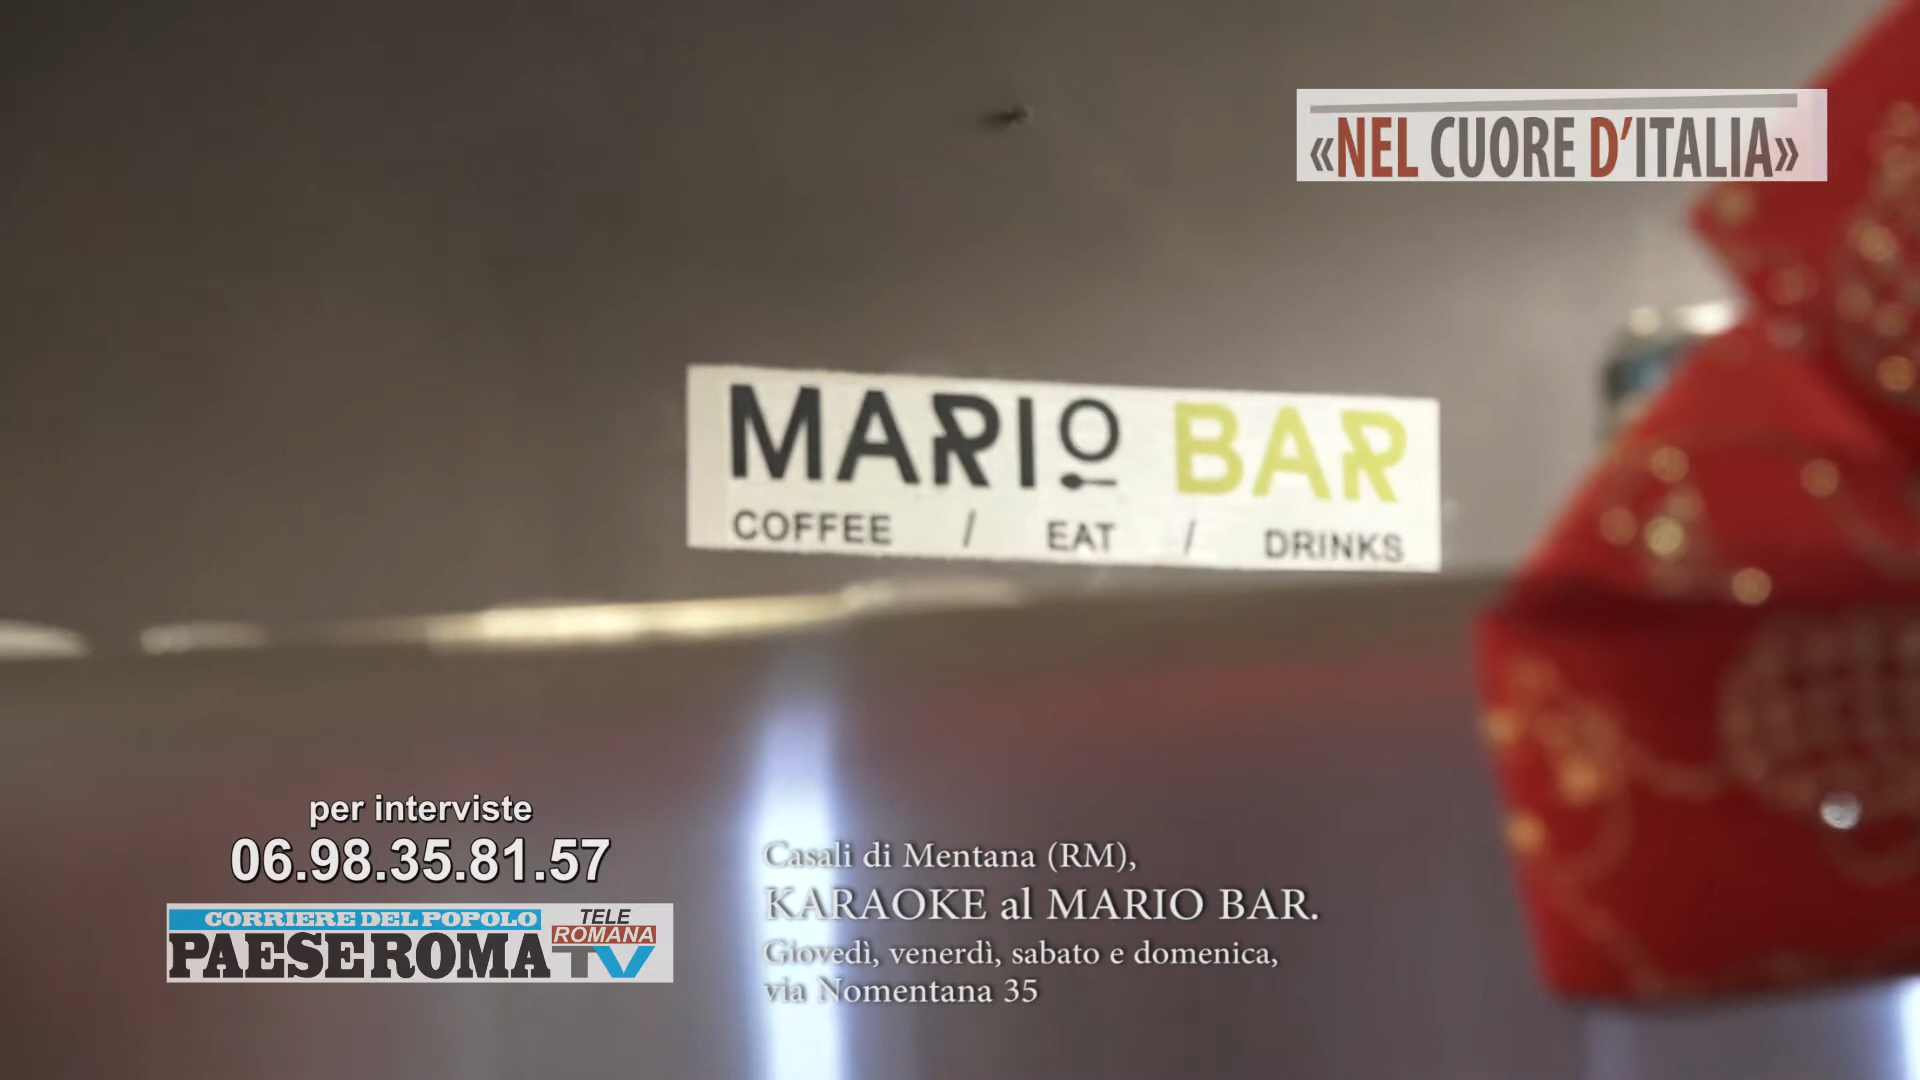 «NEL CUORE D'ITALIA»
MARIO BAR
COFFEE / EAT / DRINKS
per interviste
06.98.35.81.57
CORRIERE DEL POPOLO
PAESEROMA
TELE
ROMANA
TV
Casali di Mentana (RM),
KARAOKE al MARIO BAR.
Giovedì, venerdì, sabato e domenica,
via Nomentana 35